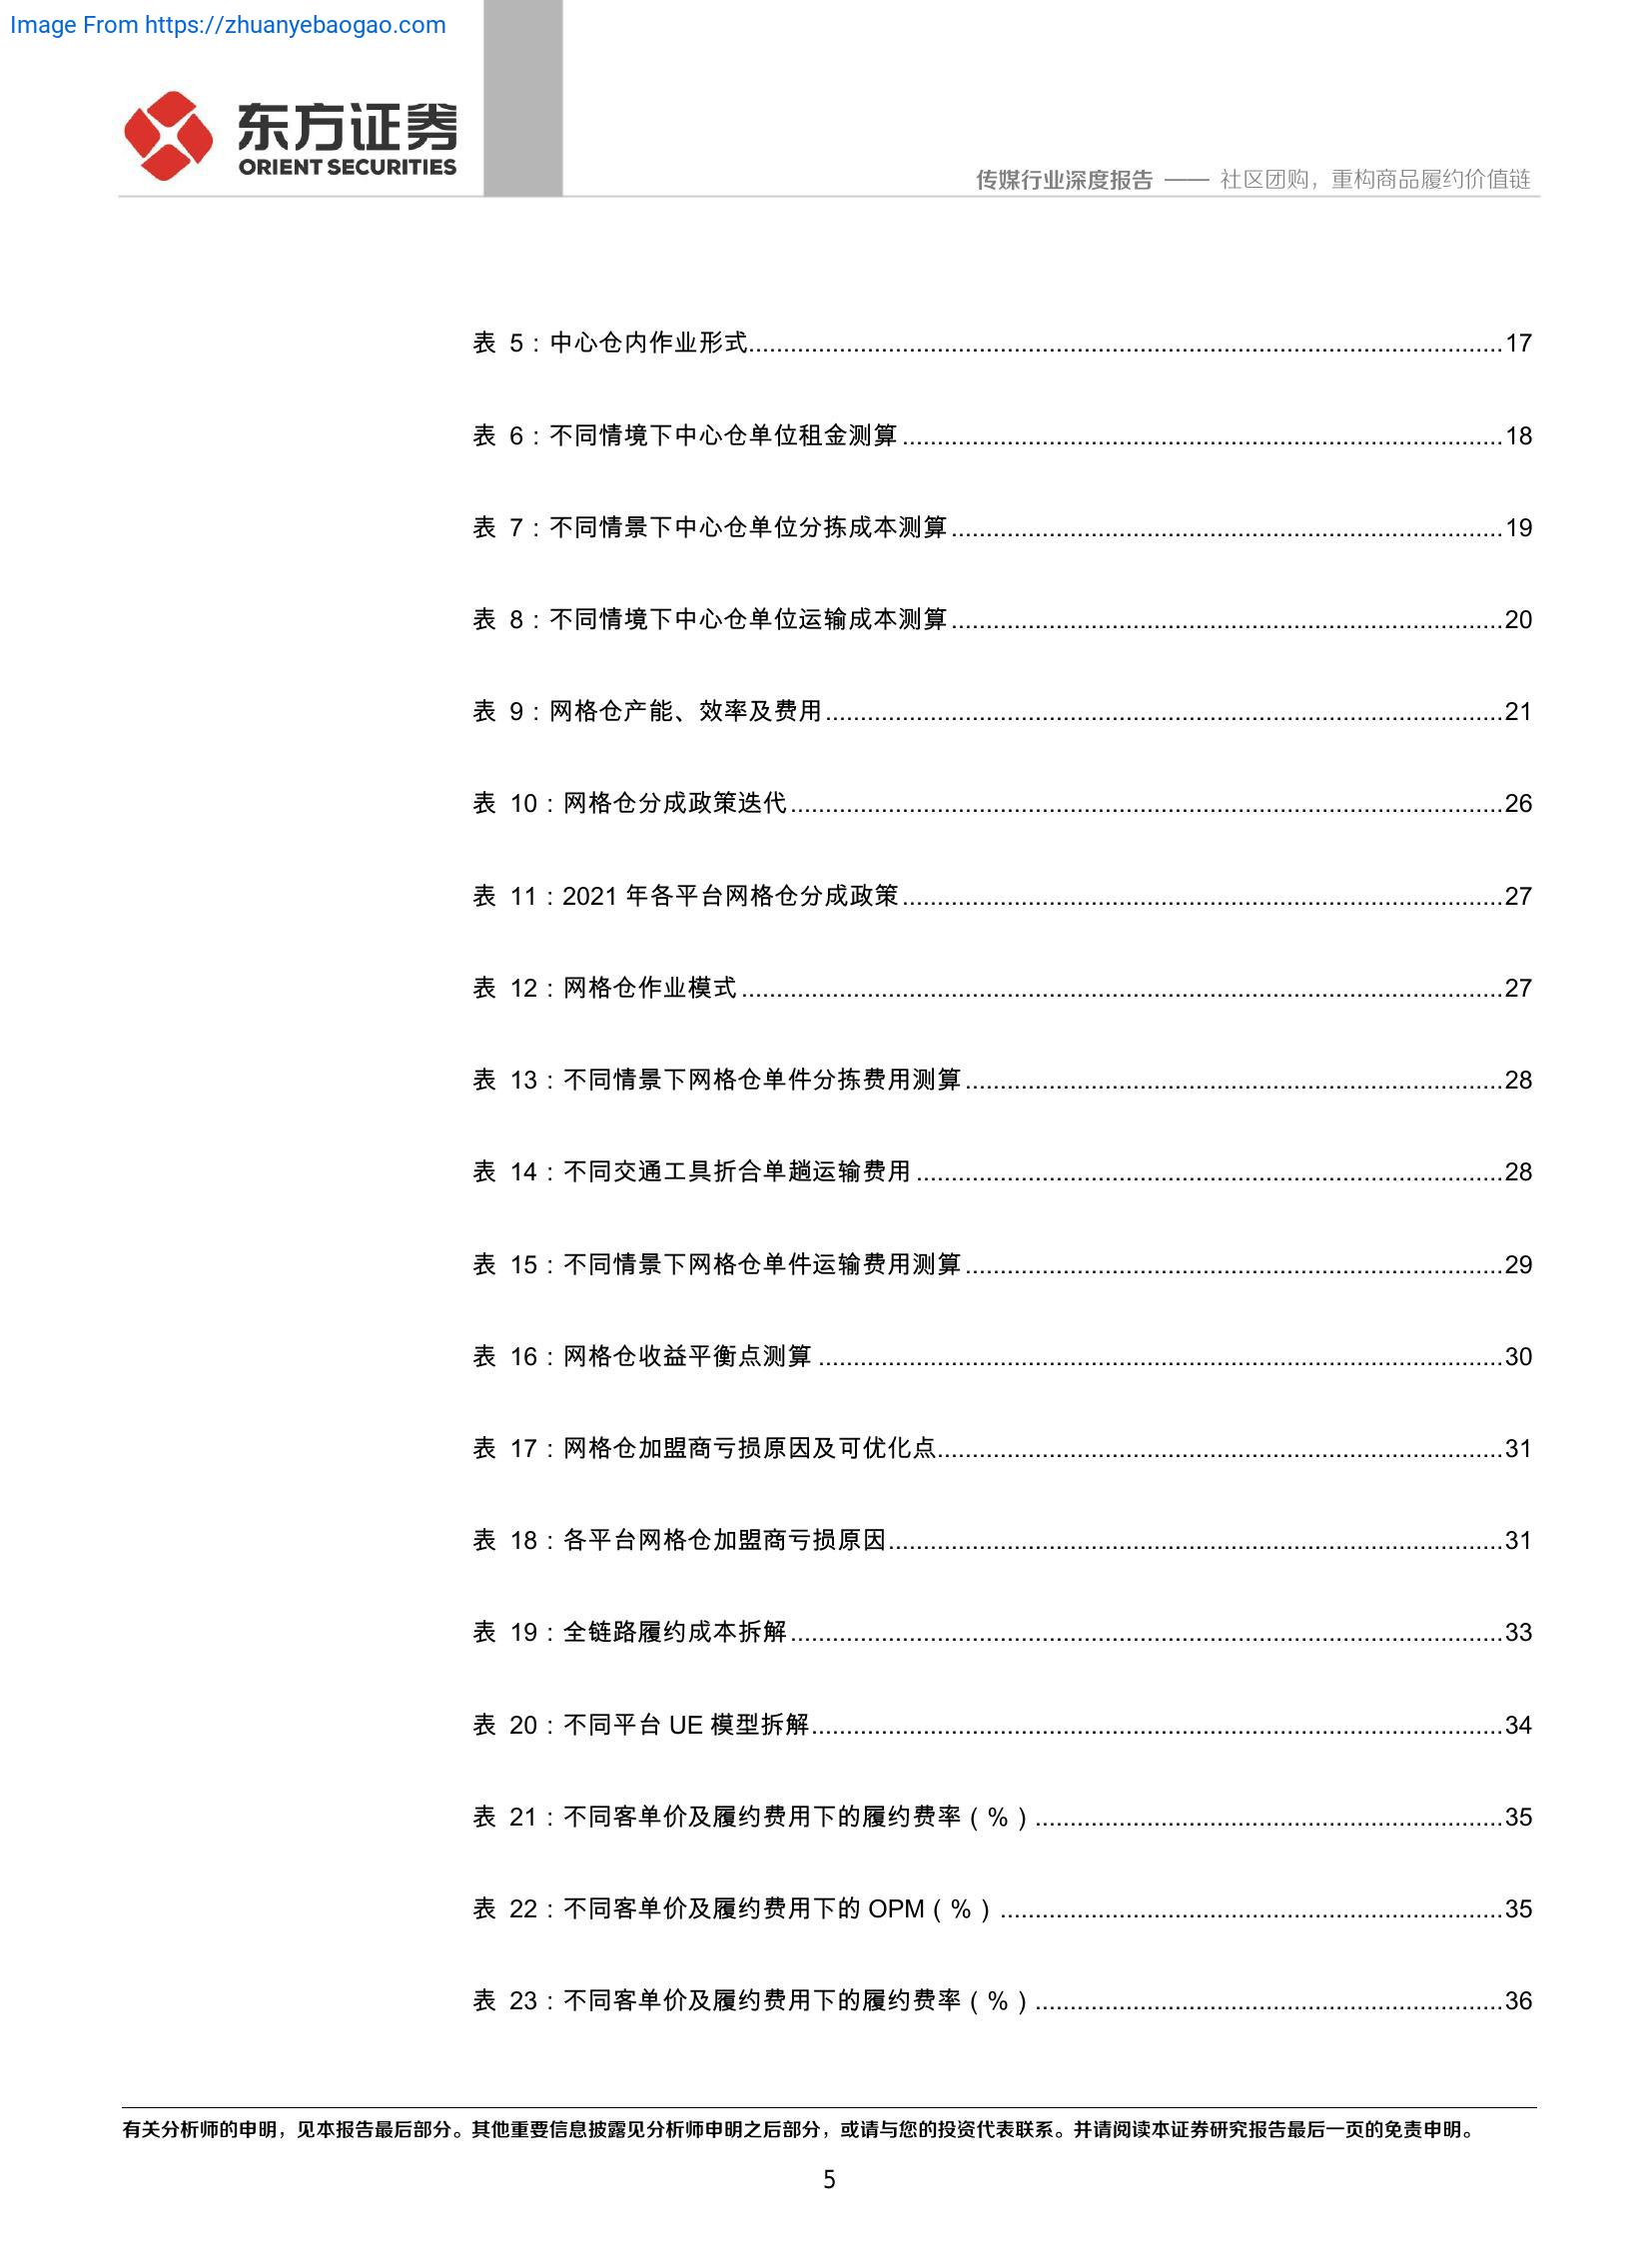 Image From https://zhuanyebaogao.com
东方证券
ORIENT SECURITIES
传媒行业深度报告 —— 社区团购，重构商品履约价值链
表 5：中心仓内作业形式............17
表 6：不同情境下中心仓单位租金测算............18
表 7：不同情景下中心仓单位分拣成本测算............19
表 8：不同情境下中心仓单位运输成本测算............20
表 9：网格仓产能、效率及费用............21
表 10：网格仓分成政策迭代............26
表 11：2021 年各平台网格仓分成政策............27
表 12：网格仓作业模式............27
表 13：不同情景下网格仓单件分拣费用测算............28
表 14：不同交通工具折合单趟运输费用............28
表 15：不同情景下网格仓单件运输费用测算............29
表 16：网格仓收益平衡点测算............30
表 17：网格仓加盟商亏损原因及可优化点............31
表 18：各平台网格仓加盟商亏损原因............31
表 19：全链路履约成本拆解............33
表 20：不同平台 UE 模型拆解............34
表 21：不同客单价及履约费用下的履约费率（%）............35
表 22：不同客单价及履约费用下的 OPM（%）............35
表 23：不同客单价及履约费用下的履约费率（%）............36
有关分析师的申明，见本报告最后部分。其他重要信息披露见分析师申明之后部分，或请与您的投资代表联系。并请阅读本证券研究报告最后一页的免责申明。
5